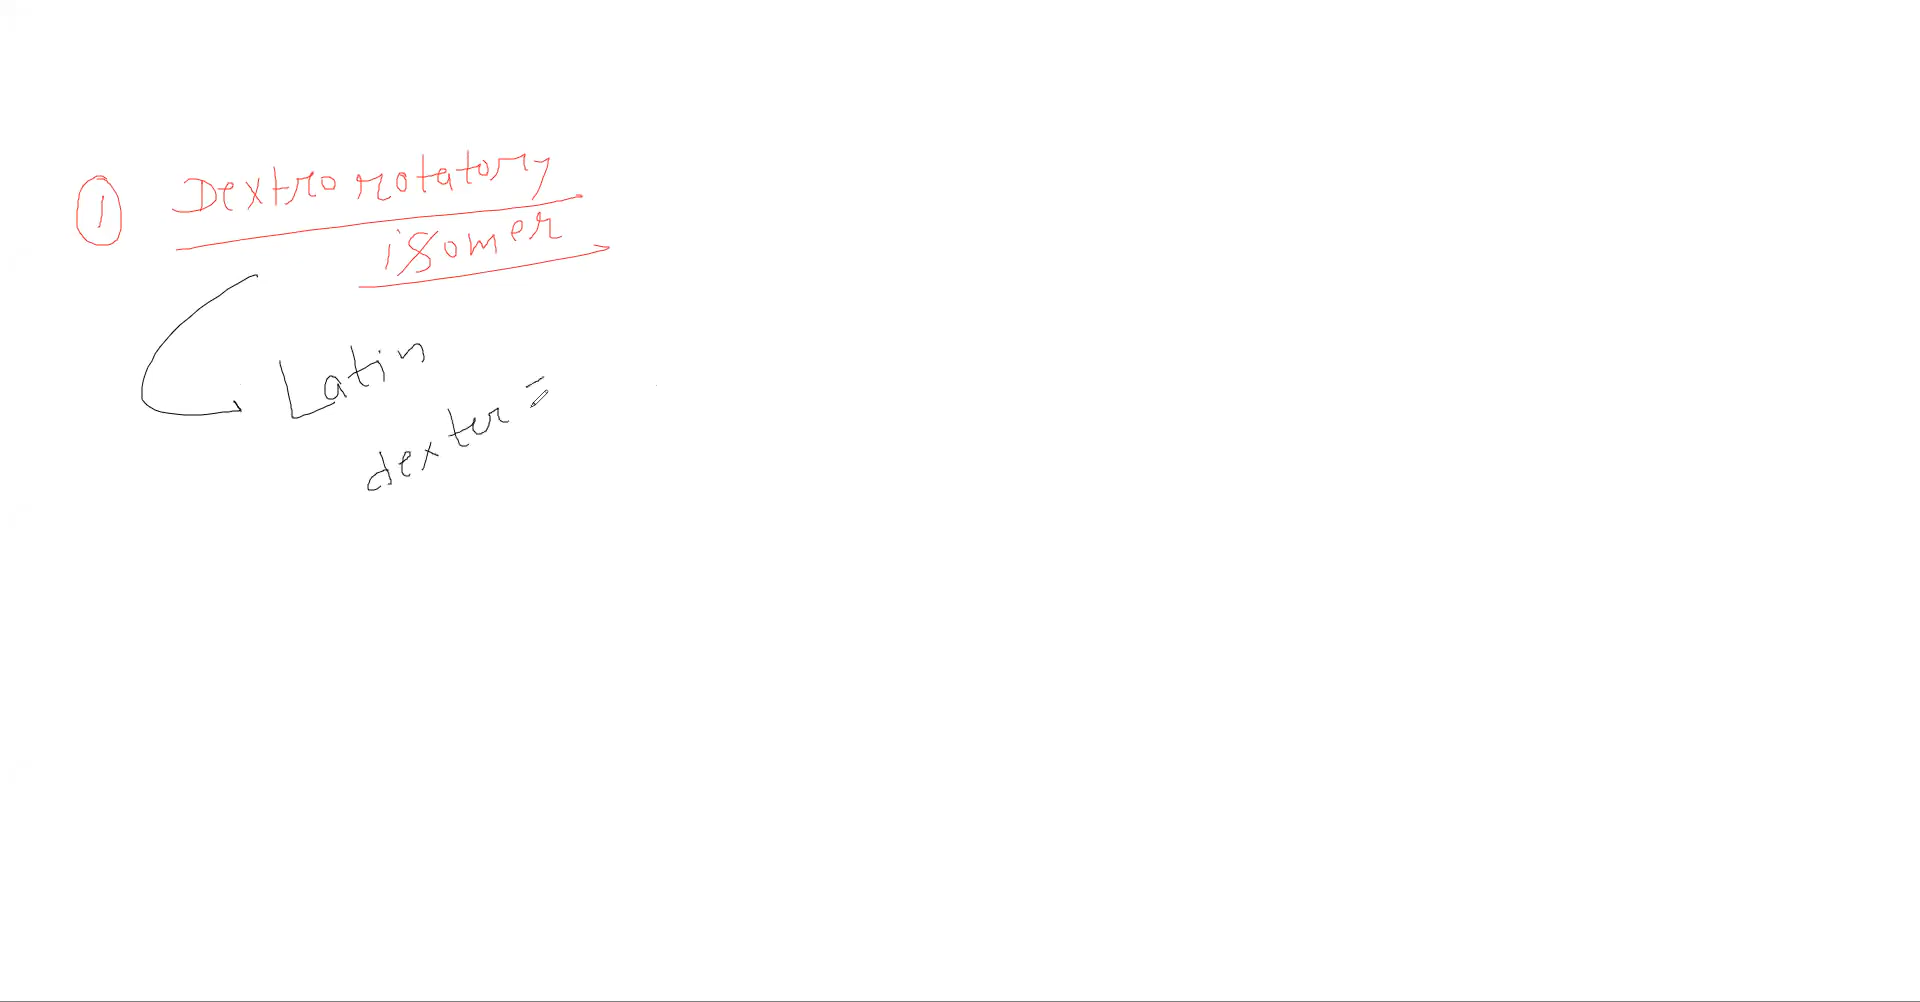 ① Dextrorotatory
isomer
Latin
dexter =